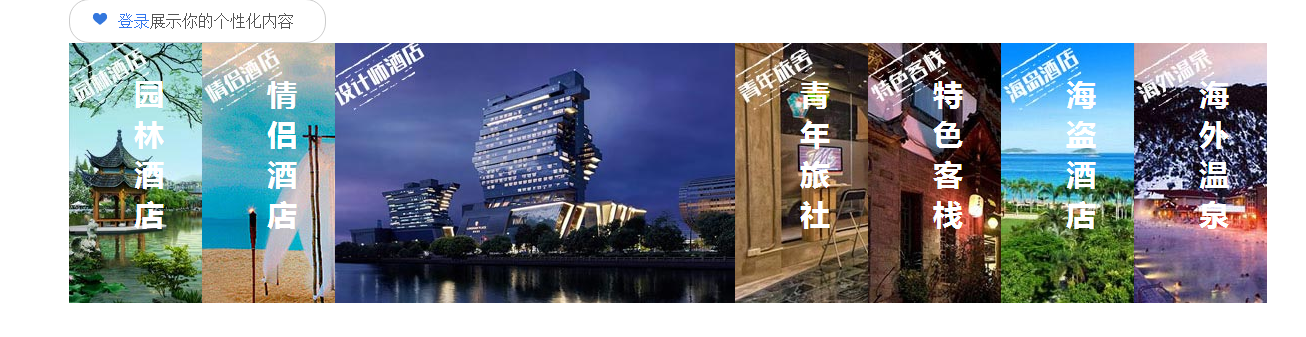 登录展示你的个性化内容
园林酒店
园林酒店
情侣酒店
情侣酒店
设计师酒店
青年旅舍
青年旅社
特色客栈
特色客栈
海岛酒店
海盗酒店
海外温泉
海外温泉